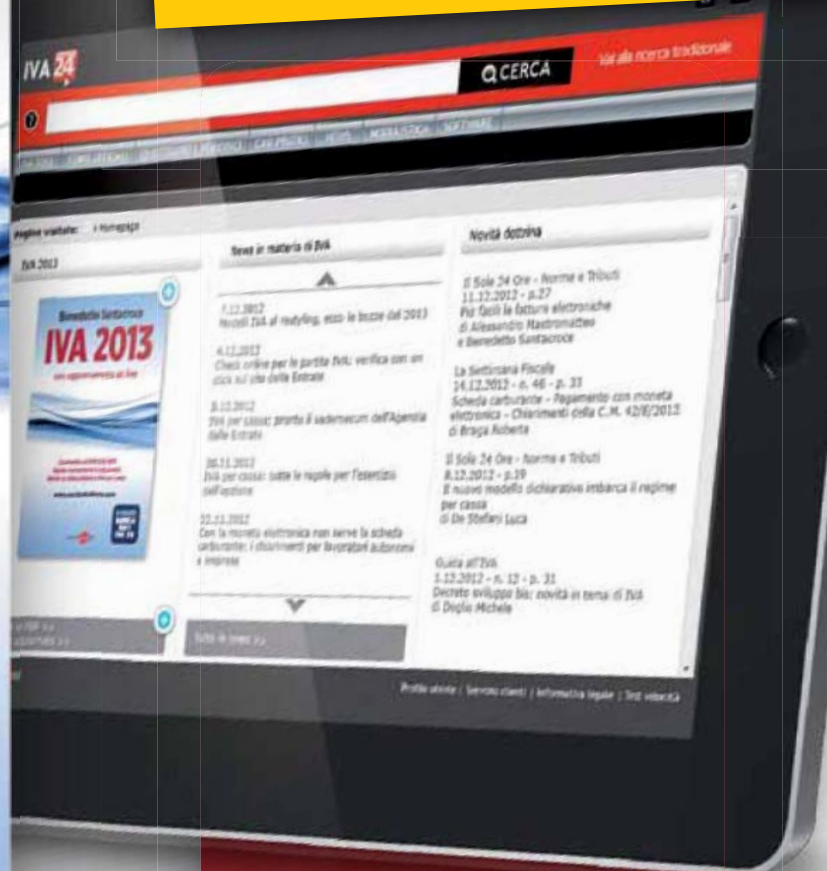 IVA 24
CERCA
Vai alla ricerca tradizionale
Pagine visitate: Homepage
IVA 2013
Benedetto Santacroce
IVA 2013
News in materia di IVA
7.12.2012
Modelli IVA al restyling, ecco le bozze del 2013
4.12.2012
Check online per le partite IVA: verifica con un
click sul sito delle Entrate
3.12.2012
IVA per cassa: pronto il vademecum dell'Agenzia
delle Entrate
30.11.2012
IVA per cassa: tutte le regole per l'esercizio
dell'opzione
22.11.2012
Con la moneta elettronica non serve la scheda
carburante: i chiarimenti per lavoratori autonomi
e imprese
Tutte le news >>
Novità dottrina
Il Sole 24 Ore - Norme e Tributi
11.12.2012 - p.27
Più facili le fatture elettroniche
di Alessandro Mastromatteo
e Benedetto Santacroce
La Settimana Fiscale
14.12.2012 - n. 46 - p. 33
Scheda carburante - Pagamento con moneta
elettronica - Chiarimenti della C.M. 42/E/2012
di Braga Roberta
Il Sole 24 Ore - Norme e Tributi
8.12.2012 - p.19
Il nuovo modello dichiarativo imbarca il regime
per cassa
di De Stefani Luca
Guida all'IVA
1.12.2012 - n. 12 - p. 31
Decreto sviluppo bis: novità in tema di IVA
di Doglio Michele
Profilo utente | Servizio clienti | Informativa legale | Test velocità